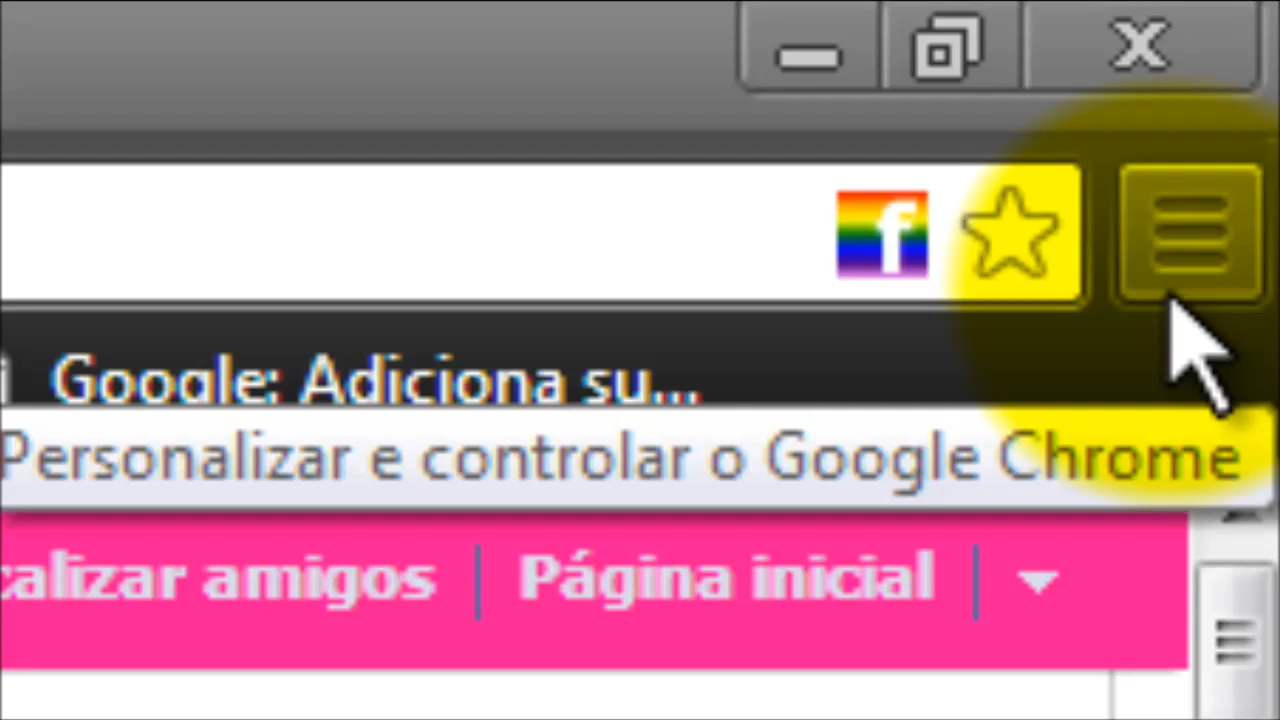 f
Google: Adiciona su...
Personalizar e controlar o Google Chrome
calizar amigos
Página inicial